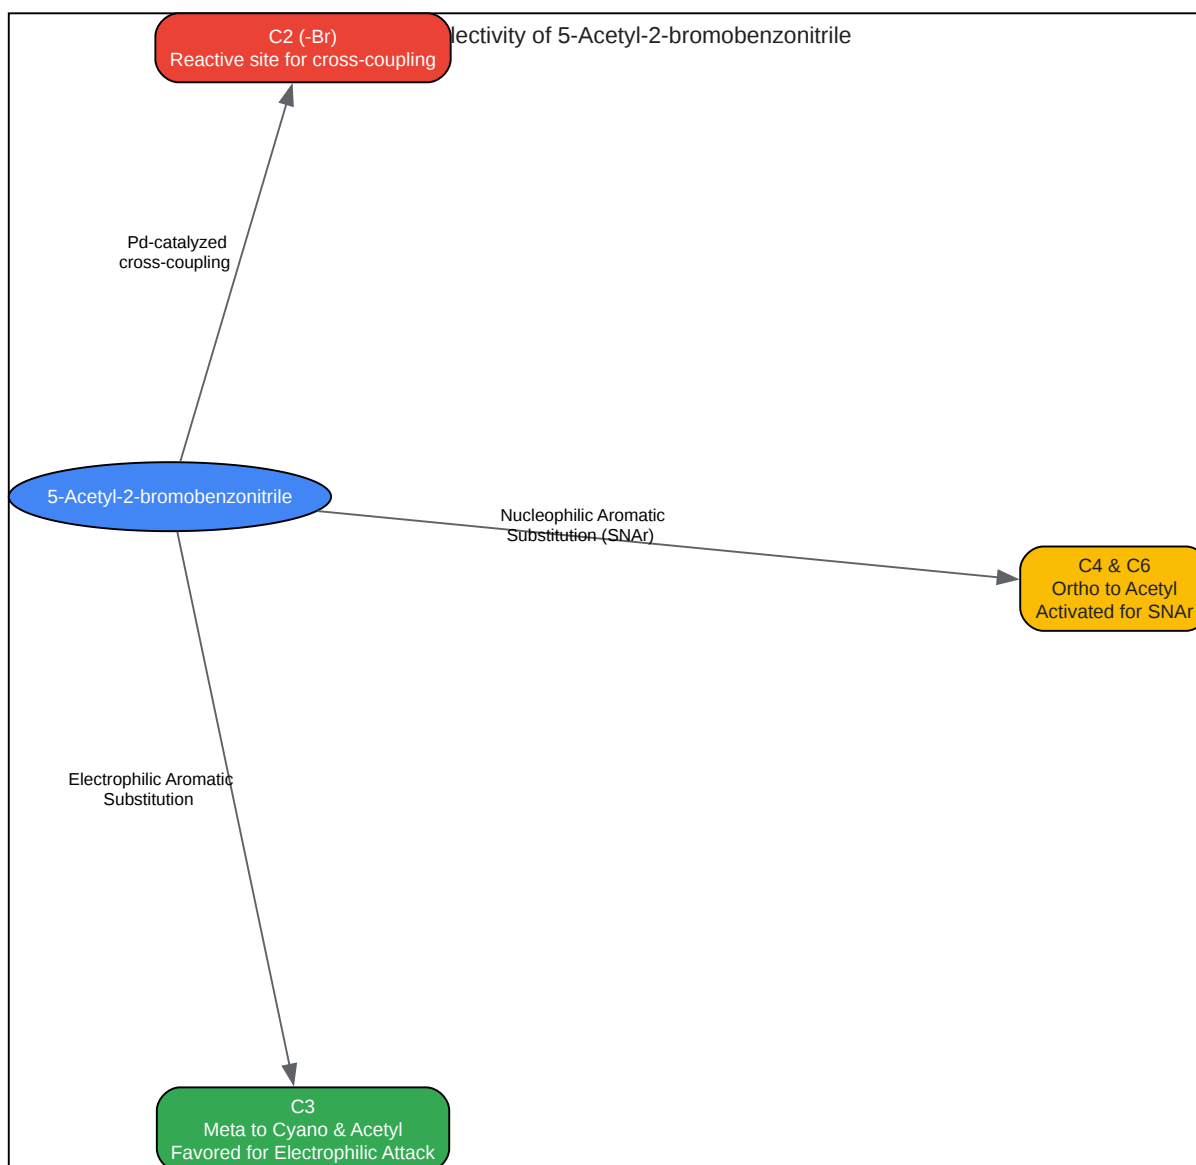 C2 (-Br)
Reactive site for cross-coupling
lectivity of 5-Acetyl-2-bromobenzonitrile
Pd-catalyzed
cross-coupling
5-Acetyl-2-bromobenzonitrile
Nucleophilic Aromatic
Substitution (SNAr)
C4 & C6
Ortho to Acetyl
Activated for SNAr
Electrophilic Aromatic
Substitution
C3
Meta to Cyano & Acetyl
Favored for Electrophilic Attack